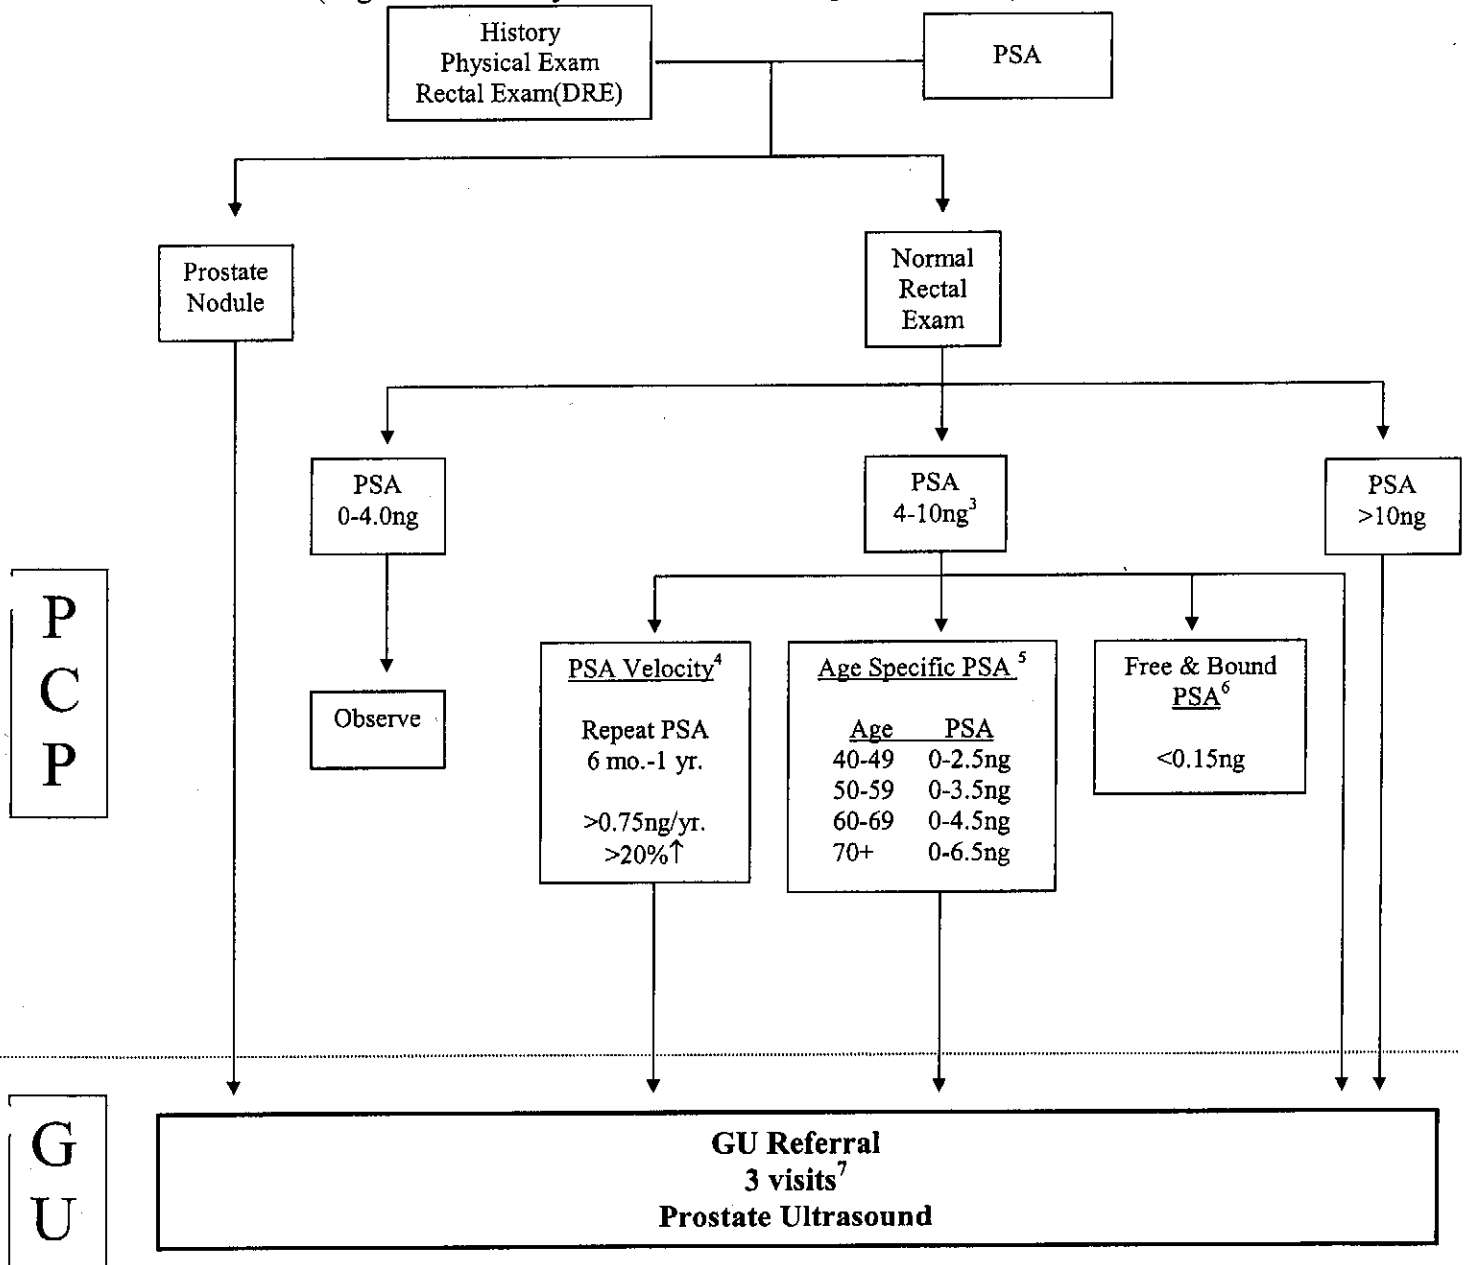 History
Physical Exam
Rectal Exam(DRE)
PSA
Prostate
Nodule
Normal
Rectal
Exam
PSA
0-4.0ng
PSA
4-10ng³
PSA
>10ng
Observe
PSA Velocity⁴
Repeat PSA
6 mo.-1 yr.
>0.75ng/yr.
>20%↑
Age Specific PSA ⁵
Age PSA
40-49 0-2.5ng
50-59 0-3.5ng
60-69 0-4.5ng
70+ 0-6.5ng
Free & Bound
PSA⁶
<0.15ng
P
C
P
G
U
GU Referral
3 visits⁷
Prostate Ultrasound